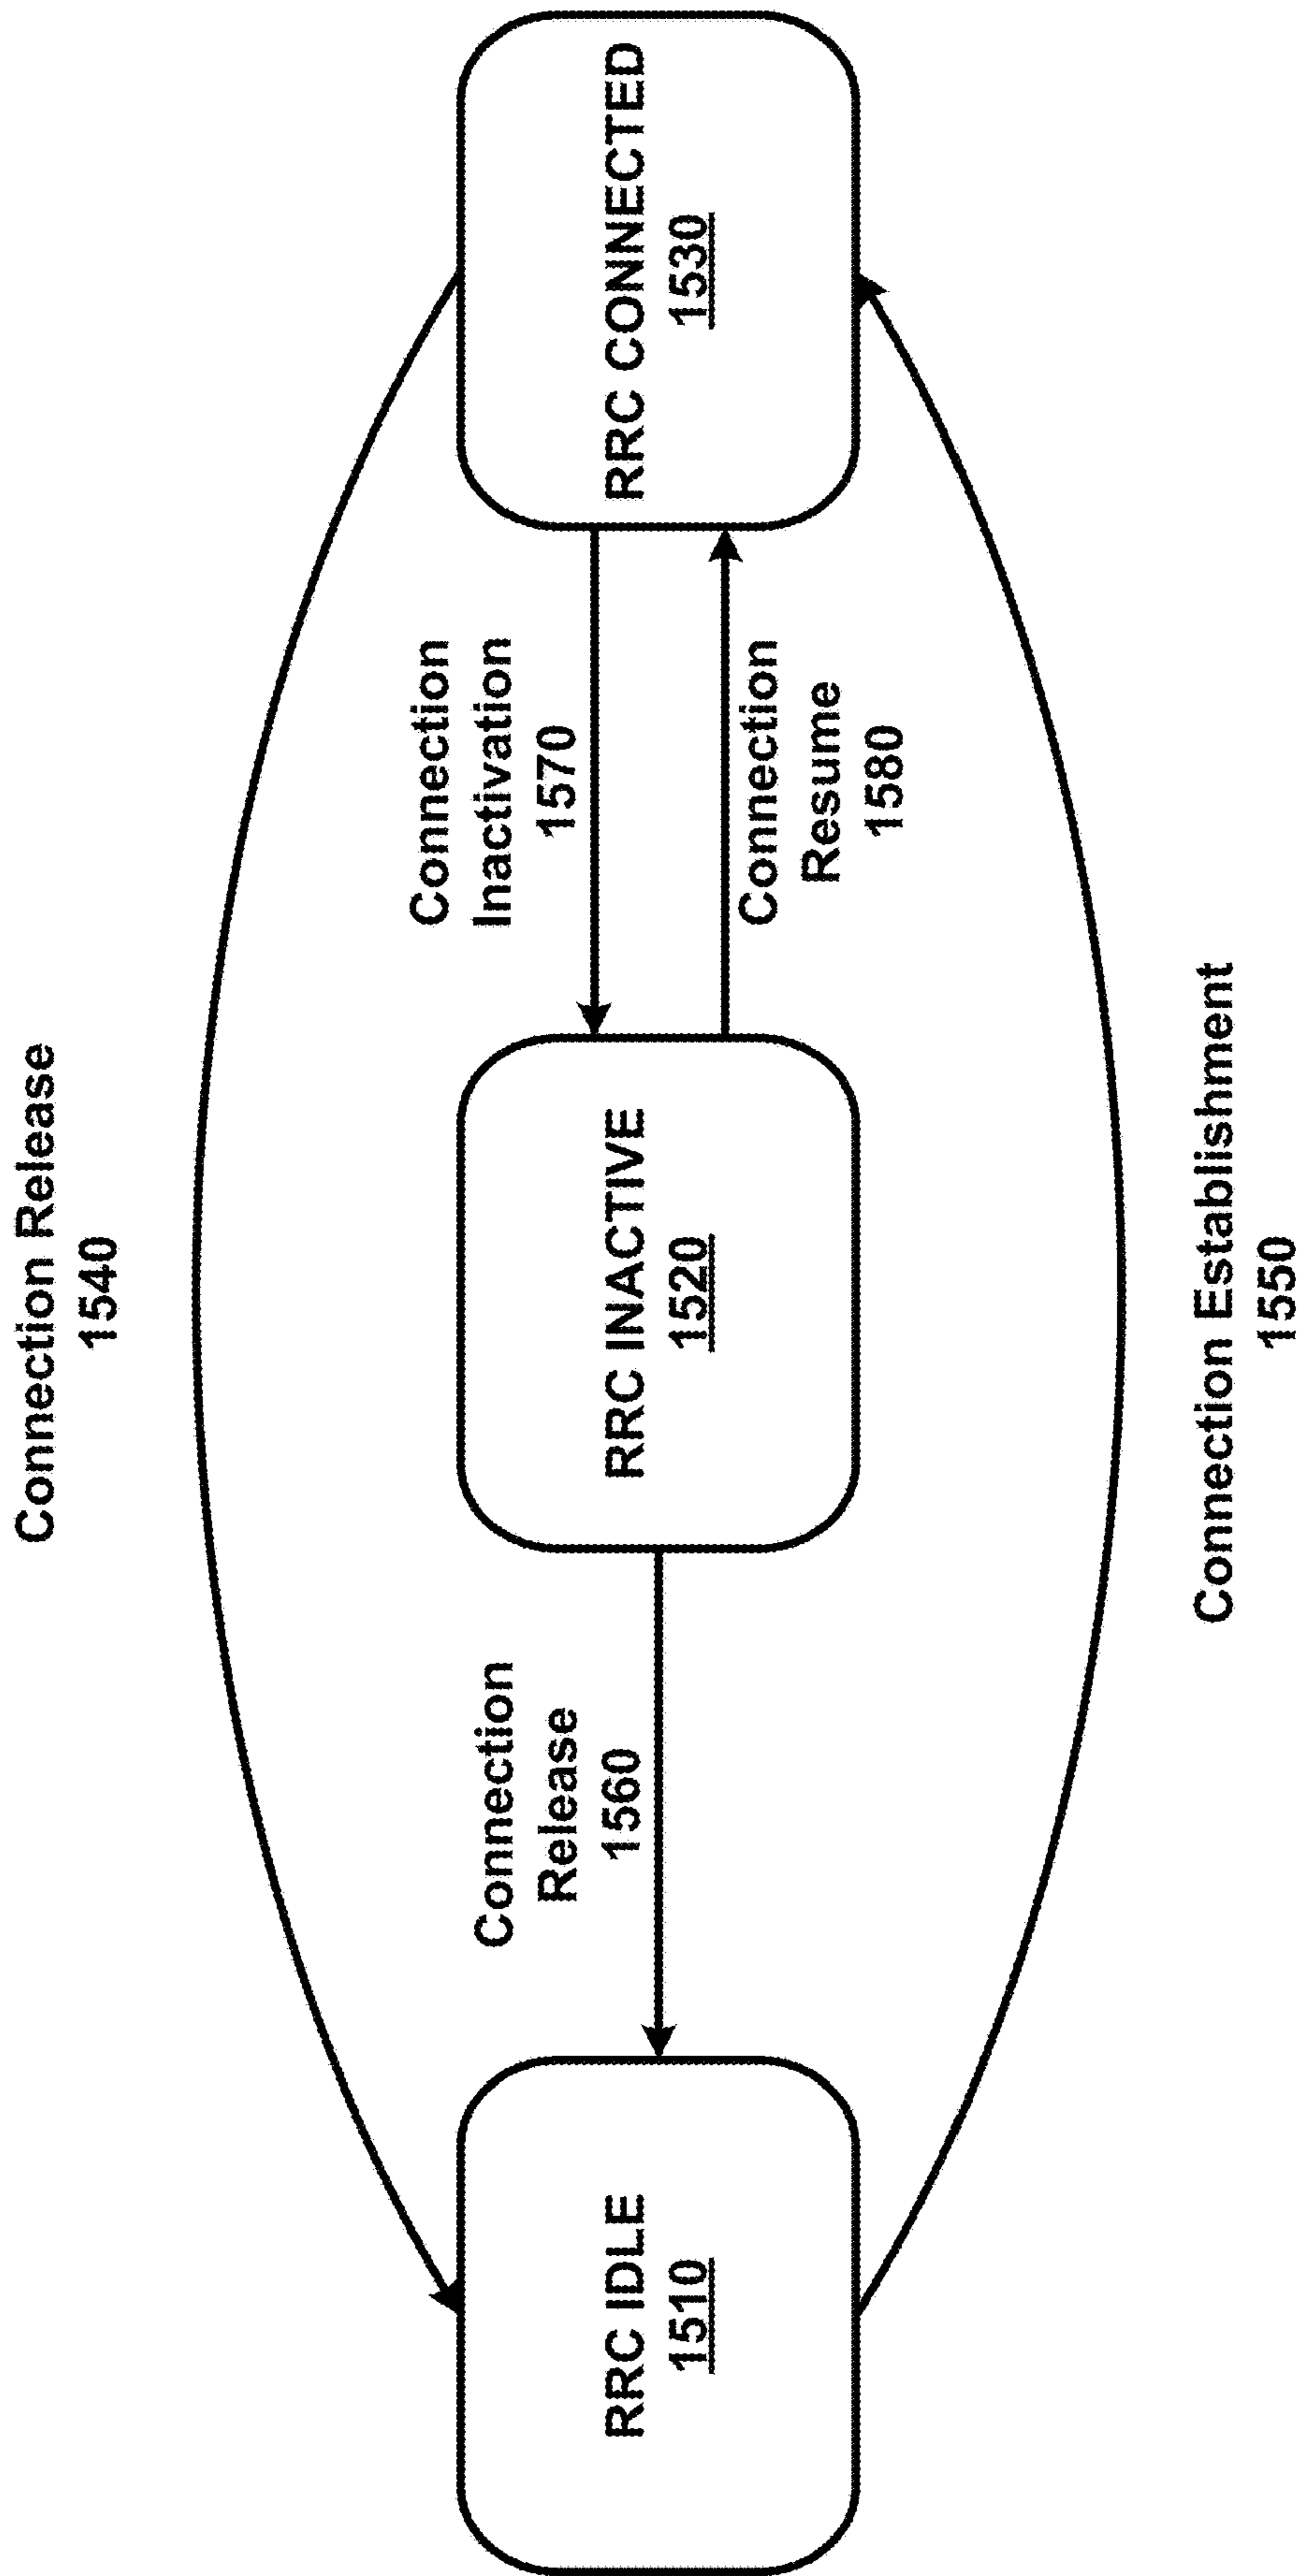 Connection Release
1540
RRC IDLE
1510
Connection
Release
1560
RRC INACTIVE
1520
Connection
Inactivation
1570
Connection
Resume
1580
RRC CONNECTED
1530
Connection Establishment
1550